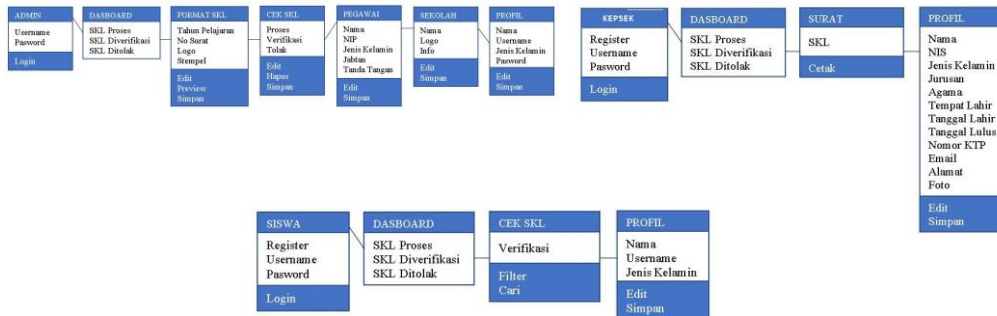 ADMIN
Username
Pasword
Login
DASBOARD
SKL Proses
SKL Diverifikasi
SKL Ditolak
FORMAT SKL
Tahun Pelajaran
No Surat
Logo
Stempel
Edit
Preview
Simpan
CEK SKL
Proses
Verifikasi
Tolak
Edit
Hapus
Simpan
PEGAWAI
Nama
NIP
Jenis Kelamin
Jabtan
Tanda Tangan
Edit
Simpan
SEKOLAH
Nama
Logo
Info
Edit
Simpan
PROFIL
Nama
Username
Jenis Kelamin
Password
Edit
Simpan
KEPSEK
Register
Username
Pasword
Login
DASBOARD
SKL Proses
SKL Diverifikasi
SKL Ditolak
SURAT
SKL
Cetak
PROFIL
Nama
NIS
Jenis Kelamin
Jurusan
Agama
Tempat Lahir
Tanggal Lahir
Tanggal Lulus
Nomor KTP
Email
Alamat
Foto
Edit
Simpan
SISWA
Register
Username
Pasword
Login
DASBOARD
SKL Proses
SKL Diverifikasi
SKL Ditolak
CEK SKL
Verifikasi
Filter
Cari
PROFIL
Nama
Username
Jenis Kelamin
Edit
Simpan